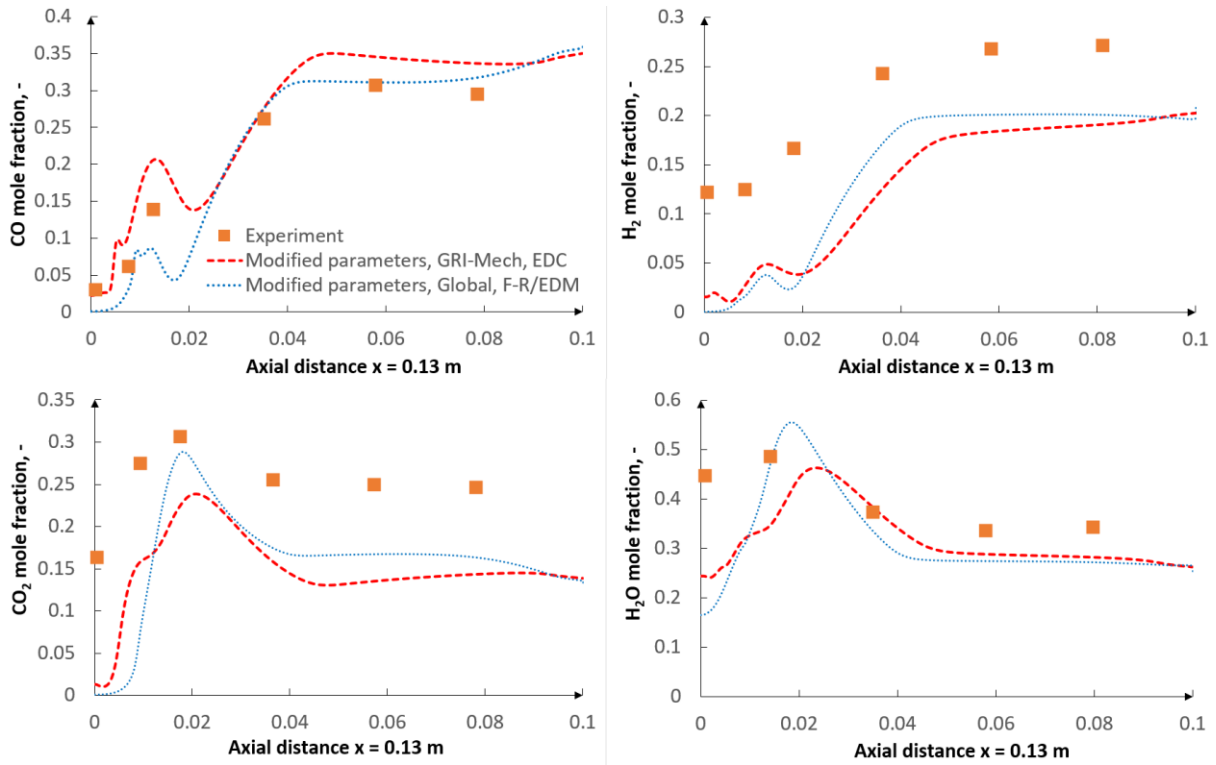 0.4
0.35
0.3
0.25
0.2
0.15
0.1
0.05
0
CO mole fraction, -
Experiment
Modified parameters, GRI-Mech, EDC
Modified parameters, Global, F-R/EDM
0 0.02 0.04 0.06 0.08 0.1
Axial distance x = 0.13 m
0.3
0.25
0.2
0.15
0.1
0.05
0
H₂ mole fraction, -
0 0.02 0.04 0.06 0.08 0.1
Axial distance x = 0.13 m
0.35
0.3
0.25
0.2
0.15
0.1
0.05
0
CO₂ mole fraction, -
0 0.02 0.04 0.06 0.08 0.1
Axial distance x = 0.13 m
0.6
0.5
0.4
0.3
0.2
0.1
0
H₂O mole fraction, -
0 0.02 0.04 0.06 0.08 0.1
Axial distance x = 0.13 m